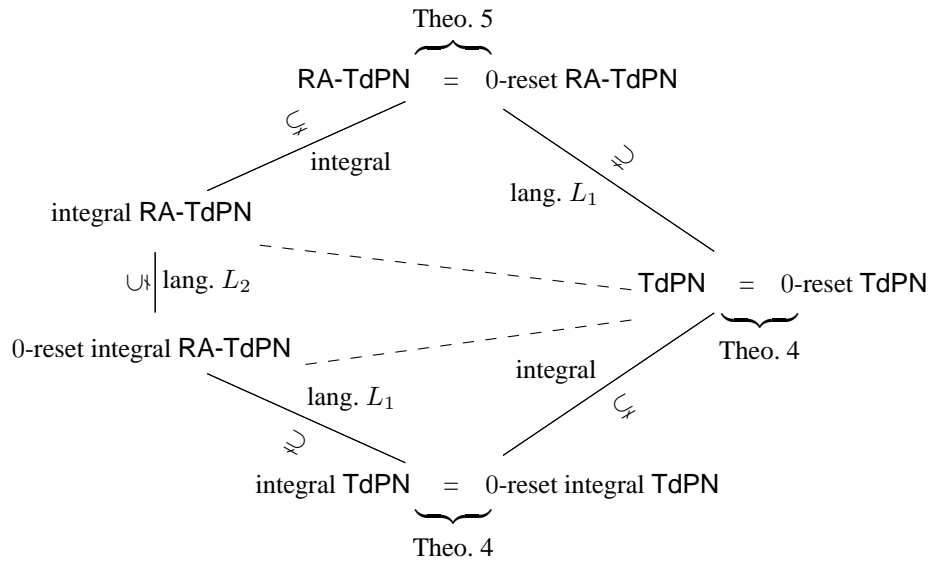 Theo. 5
RA-TdPN = 0-reset RA-TdPN
⊊ ⊋
integral
lang. L₁
integral RA-TdPN
⊊ lang. L₂
TdPN = 0-reset TdPN
0-reset integral RA-TdPN
Theo. 4
integral
lang. L₁
⊋ ⊊
integral TdPN = 0-reset integral TdPN
Theo. 4